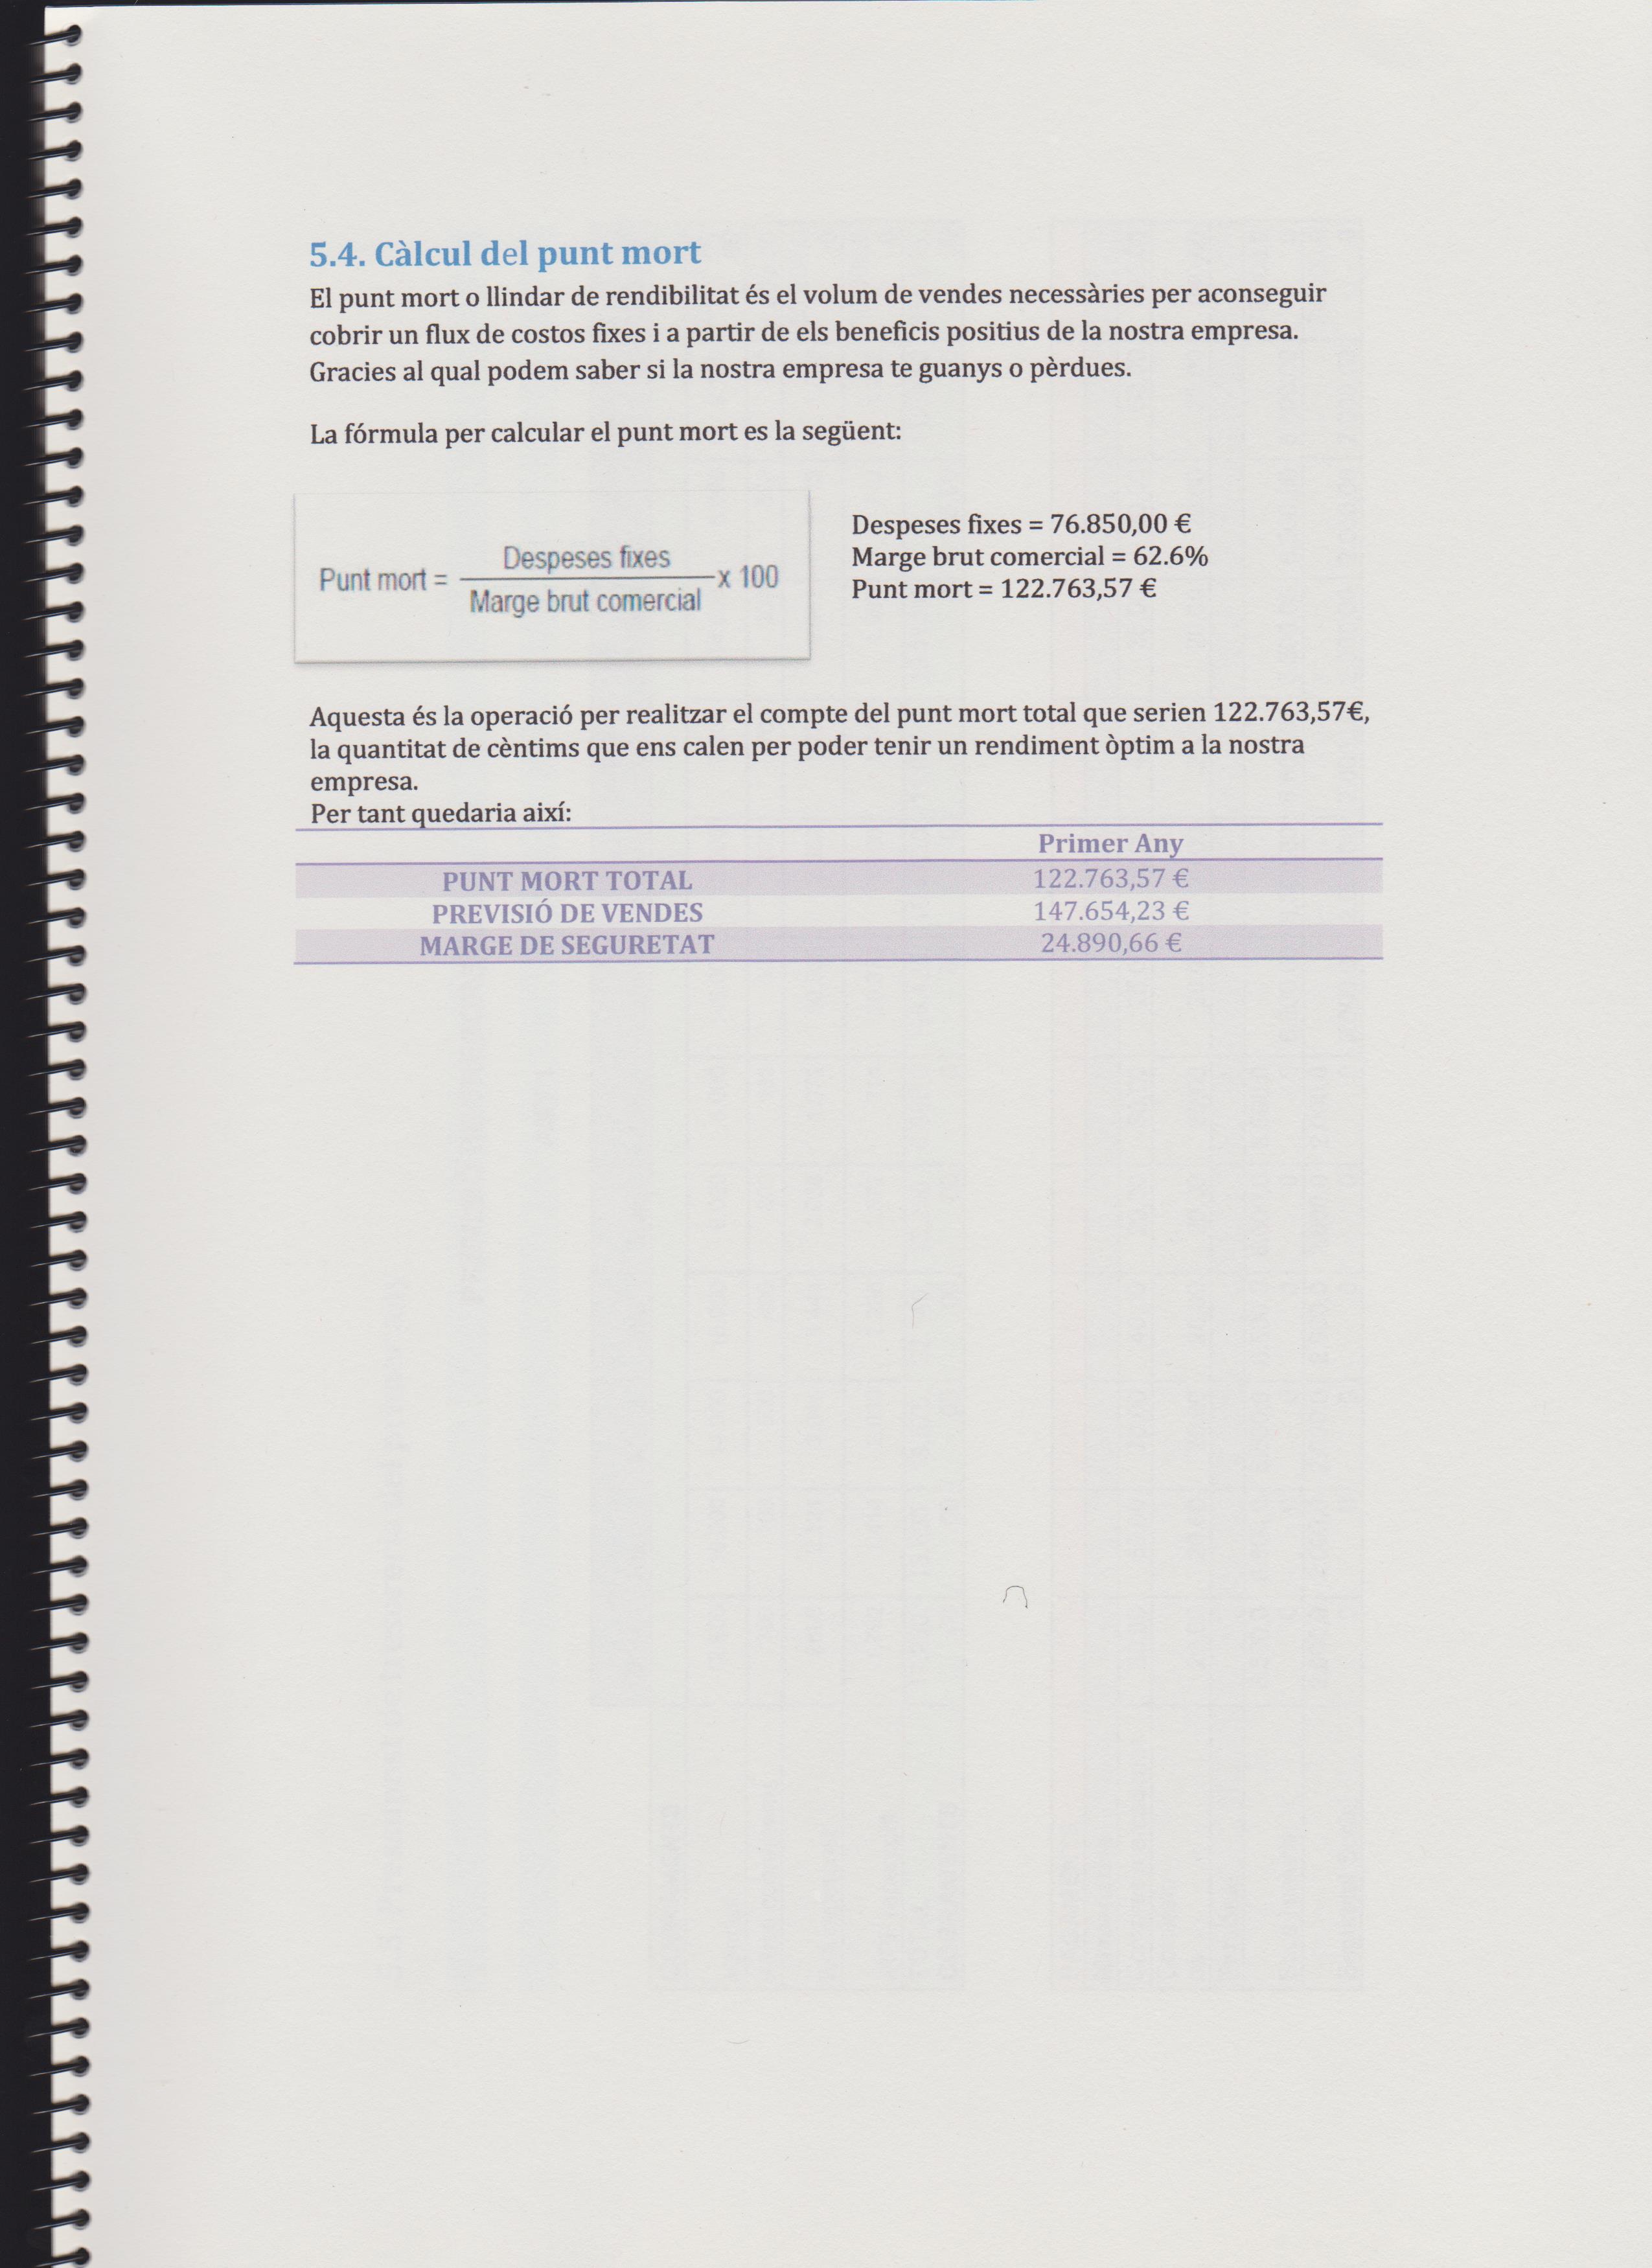 5.4. Càlcul del punt mort
El punt mort o llindar de rendibilitat és el volum de vendes necessàries per aconseguir
cobrir un flux de costos fixes i a partir de els beneficis positius de la nostra empresa.
Gracies al qual podem saber si la nostra empresa te guanys o pèrdues.
La fórmula per calcular el punt mort es la següent:
Punt mort = Despeses fixes / Marge brut comercial x 100
Despeses fixes = 76.850,00 €
Marge brut comercial = 62.6%
Punt mort = 122.763,57 €
Aquesta és la operació per realitzar el compte del punt mort total que serien 122.763,57€,
la quantitat de cèntims que ens calen per poder tenir un rendiment òptim a la nostra
empresa.
Per tant quedaria així:
Primer Any
PUNT MORT TOTAL 122.763,57 €
PREVISIÓ DE VENDES 147.654,23 €
MARGE DE SEGURETAT 24.890,66 €